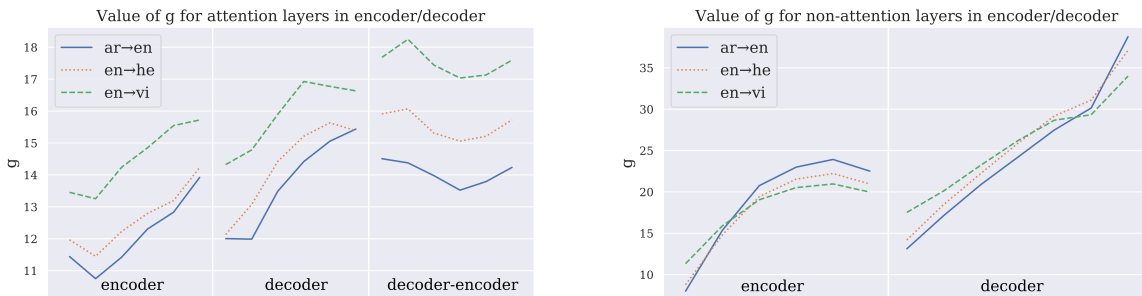 Value of g for attention layers in encoder/decoder
18
17
16
15
14
13
12
11
g
ar→en
en→he
en→vi
encoder
decoder
decoder-encoder
Value of g for non-attention layers in encoder/decoder
35
30
25
20
15
10
g
ar→en
en→he
en→vi
encoder
decoder